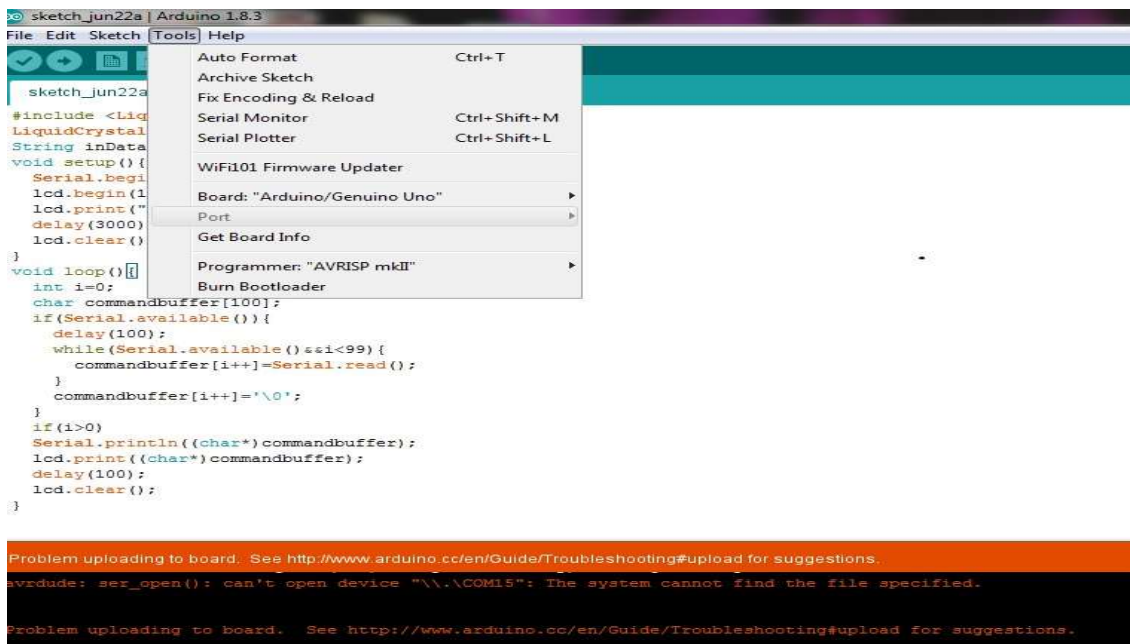 sketch_jun22a | Arduino 1.8.3
File Edit Sketch Tools Help
Auto Format Ctrl+T
Archive Sketch
sketch_jun22a
Fix Encoding & Reload
Serial Monitor Ctrl+Shift+M
Serial Plotter Ctrl+Shift+L
WiFi101 Firmware Updater
Board: "Arduino/Genuino Uno"
Port
Get Board Info
Programmer: "AVRISP mkII"
Burn Bootloader
#include <Liq
LiquidCrystal
String inData
void setup(){
Serial.begi
lcd.begin(1
lcd.print("
delay(3000)
lcd.clear()
}
void loop(){
int i=0;
char commandbuffer[100];
if(Serial.available()){
delay(100);
while(Serial.available()&&i<99){
commandbuffer[i++]=Serial.read();
}
commandbuffer[i++]='\0';
}
if(i>0)
Serial.println((char*)commandbuffer);
lcd.print((char*)commandbuffer);
delay(100);
lcd.clear();
}
Problem uploading to board. See http://www.arduino.cc/en/Guide/Troubleshooting#upload for suggestions.
avrdude: ser_open(): can't open device "\\.\COM15": The system cannot find the file specified.
Problem uploading to board. See http://www.arduino.cc/en/Guide/Troubleshooting#upload for suggestions.